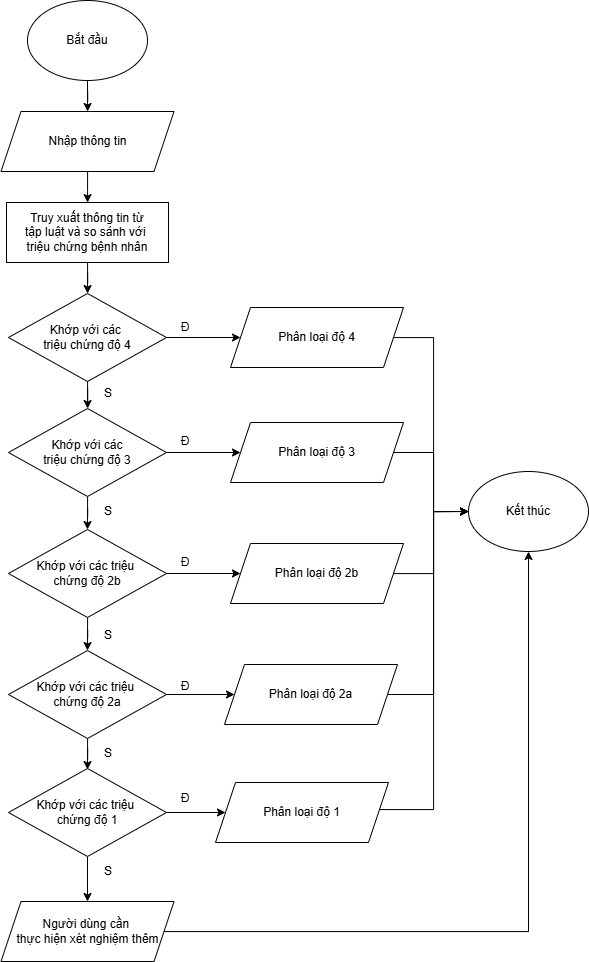 Bắt đầu
Nhập thông tin
Truy xuất thông tin từ
tập luật và so sánh với
triệu chứng bệnh nhân
Khớp với các
triệu chứng độ 4
Đ
Phân loại độ 4
S
Khớp với các
triệu chứng độ 3
Đ
Phân loại độ 3
Kết thúc
S
Khớp với các triệu
chứng độ 2b
Đ
Phân loại độ 2b
S
Khớp với các triệu
chứng độ 2a
Đ
Phân loại độ 2a
S
Khớp với các triệu
chứng độ 1
Đ
Phân loại độ 1
S
Người dùng cần
thực hiện xét nghiệm thêm